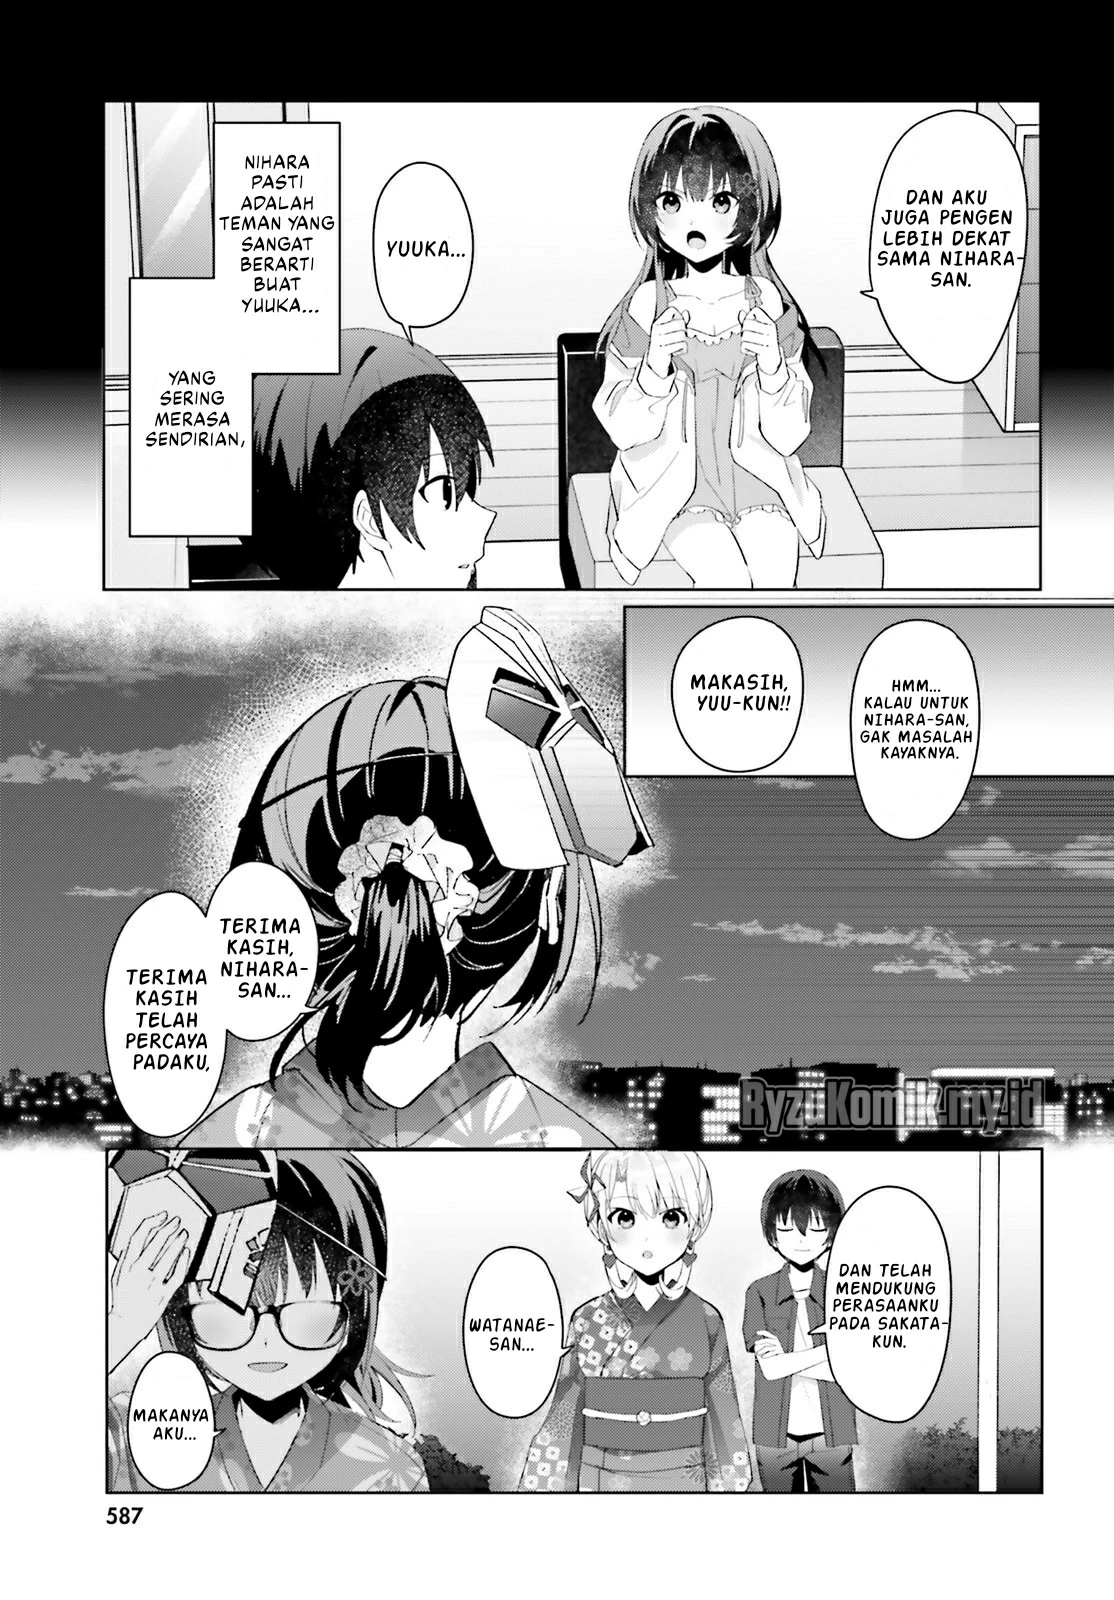 DAN AKU
JUGA PENGEN
LEBIH DEKAT
SAMA NIHARA-
SAN.
YUUKA...
NIHARA
PASTI
ADALAH
TEMAN YANG
SANGAT
BERARTI
BUAT
YUUKA...
YANG
SERING
MERASA
SENDIRIAN,
HMM...
KALAU UNTUK
NIHARA-SAN,
GAK MASALAH
KAYAKNYA.
MAKASIH,
YUU-KUN!!
TERIMA
KASIH,
NIHARA-
SAN...
TERIMA
KASIH
TELAH
PERCAYA
PADAKU,
RyzuKomik.my.id
DAN TELAH
MENDUKUNG
PERASAANKU
PADA SAKATA-
KUN.
WATANAE-
SAN...
MAKANYA
AKU...
587